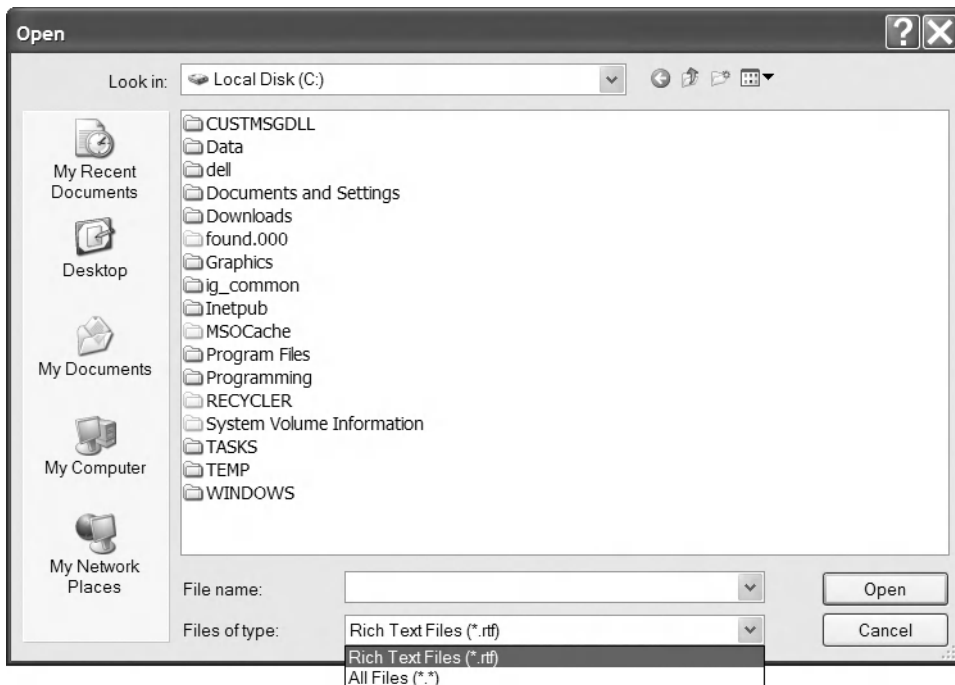 Open
Look in:
Local Disk (C:)
My Recent
Documents
Desktop
My Documents
My Computer
My Network
Places
CUSTMSGDLL
Data
dell
Documents and Settings
Downloads
found.000
Graphics
ig_common
Inetpub
MSOCache
Program Files
Programming
RECYCLER
System Volume Information
TASKS
TEMP
WINDOWS
File name:
Open
Files of type:
Rich Text Files (*.rtf)
Cancel
Rich Text Files (*.rtf)
All Files (*.*)